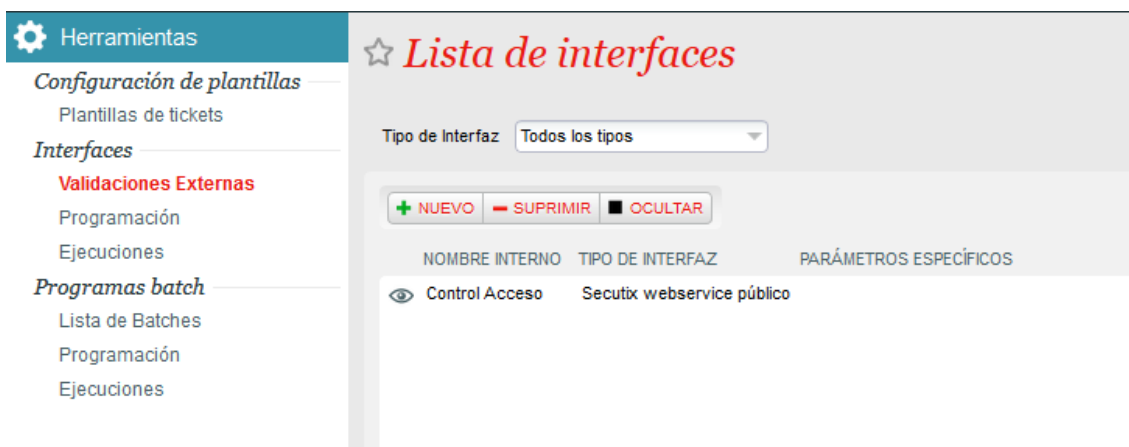 Herramientas
Configuración de plantillas
Plantillas de tickets
Interfaces
Validaciones Externas
Programación
Ejecuciones
Programas batch
Lista de Batches
Programación
Ejecuciones
Lista de interfaces
Tipo de Interfaz Todos los tipos
NUEVO SUPRIMIR OCULTAR
NOMBRE INTERNO TIPO DE INTERFAZ PARÁMETROS ESPECÍFICOS
Control Acceso Secutix webservice público